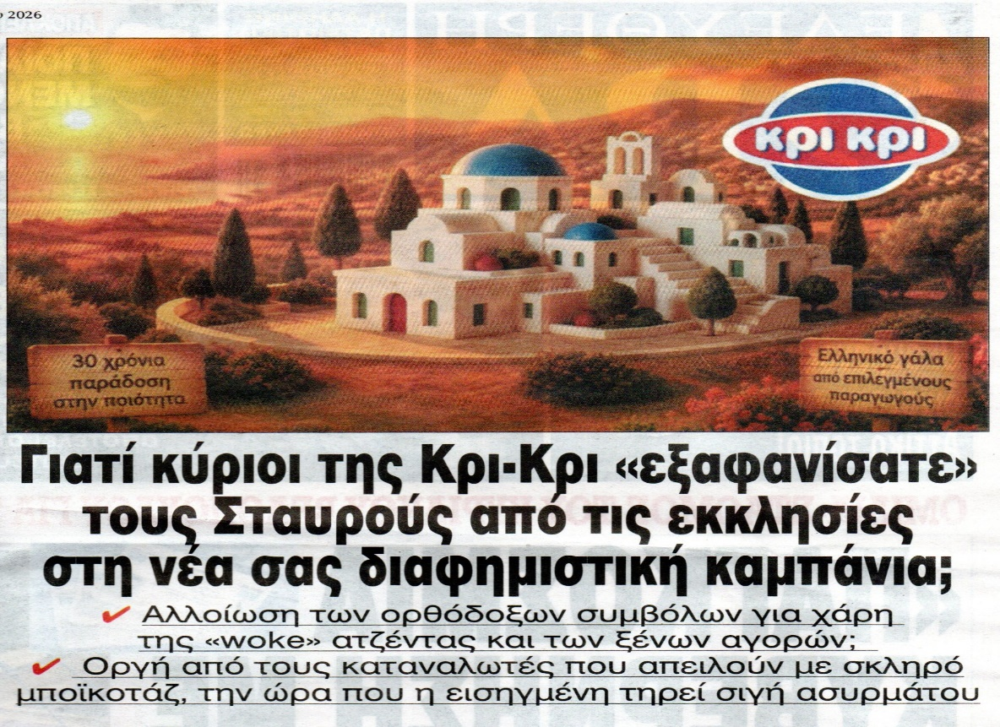 2026
κρι κρι
30 χρόνια
παράδοση
στην ποιότητα
Ελληνικό γάλα
από επιλεγμένους
παραγωγούς
Γιατί κύριοι της Κρι-Κρι «εξαφανίσατε»
τους Σταυρούς από τις εκκλησίες
στη νέα σας διαφημιστική καμπάνια;
✔ Αλλοίωση των ορθόδοξων συμβόλων για χάρη
της «woke» ατζέντας και των ξένων αγορών;
✔ Οργή από τους καταναλωτές που απειλούν με σκληρό
μποϊκοτάζ, την ώρα που η εισηγμένη τηρεί σιγή ασυρμάτου